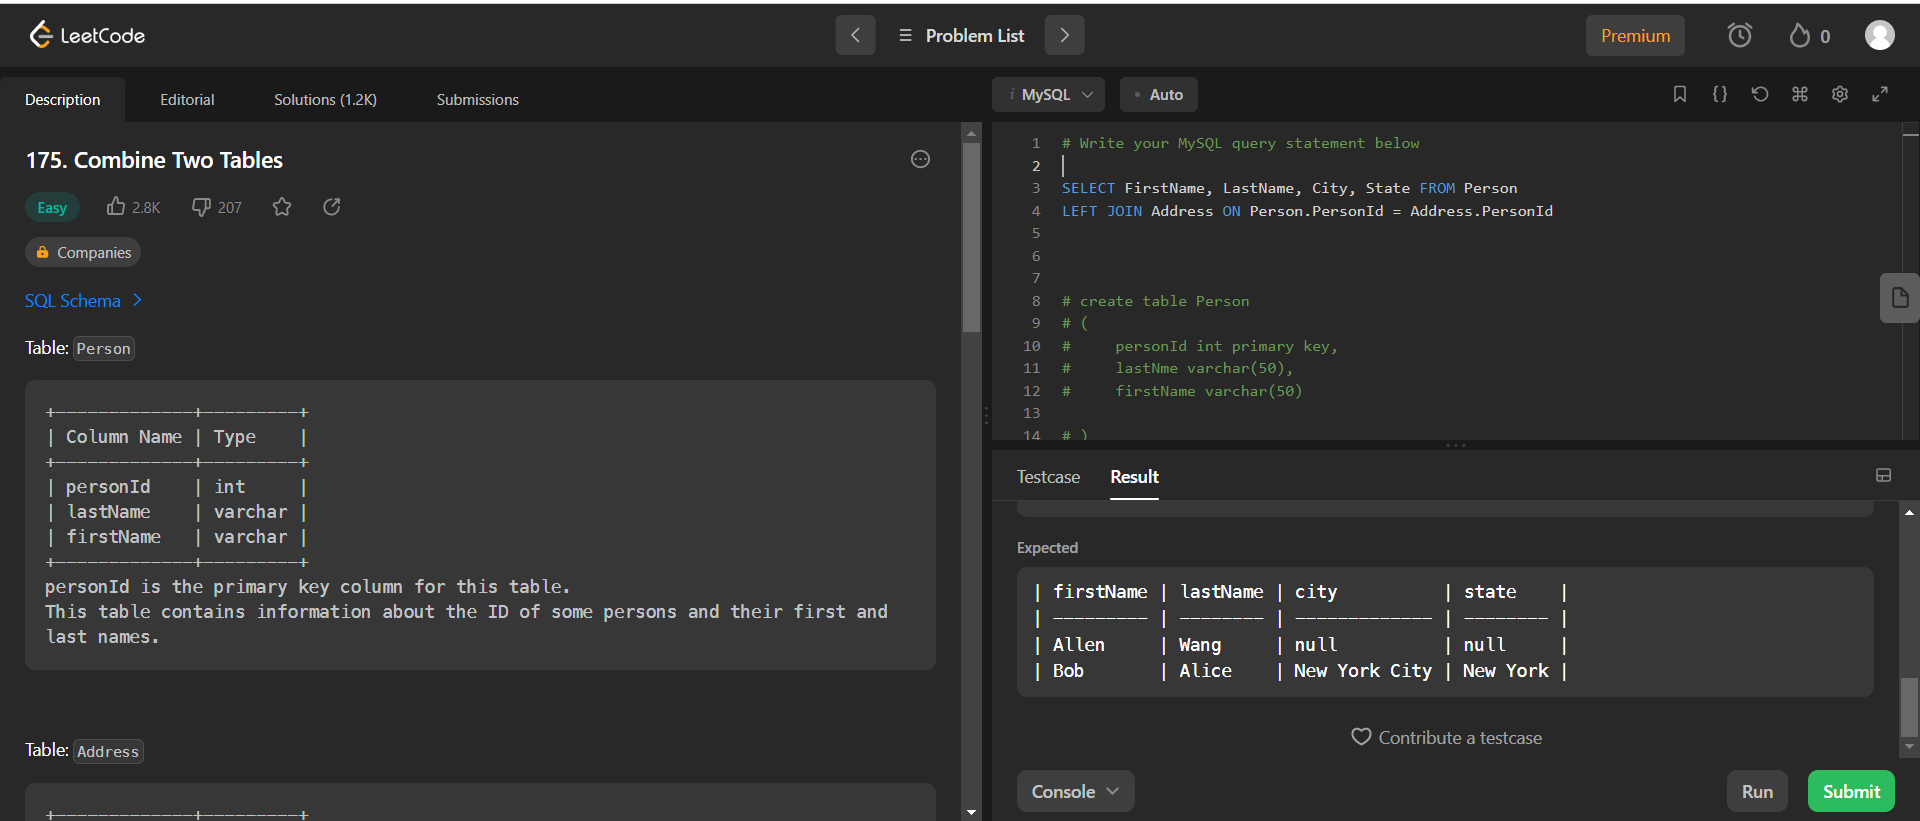 LeetCode
Problem List
Premium
0
Description
Editorial
Solutions (1.2K)
Submissions
175. Combine Two Tables
Easy
2.8K
207
Companies
SQL Schema
Table: Person
+-------------+---------+
| Column Name | Type    |
+-------------+---------+
| personId    | int     |
| lastName    | varchar |
| firstName   | varchar |
+-------------+---------+
personId is the primary key column for this table.
This table contains information about the ID of some persons and their first and
last names.
Table: Address
+-------------+---------+
i MySQL
Auto
{}
1 # Write your MySQL query statement below
2
3 SELECT FirstName, LastName, City, State FROM Person
4 LEFT JOIN Address ON Person.PersonId = Address.PersonId
5
6
7
8 # create table Person
9 # (
10 #     personId int primary key,
11 #     lastNme varchar(50),
12 #     firstName varchar(50)
13
14 # )
Testcase
Result
Expected
| firstName | lastName | city          | state    |
| --------- | -------- | ------------- | -------- |
| Allen     | Wang     | null          | null     |
| Bob       | Alice    | New York City | New York |
Contribute a testcase
Console
Run
Submit